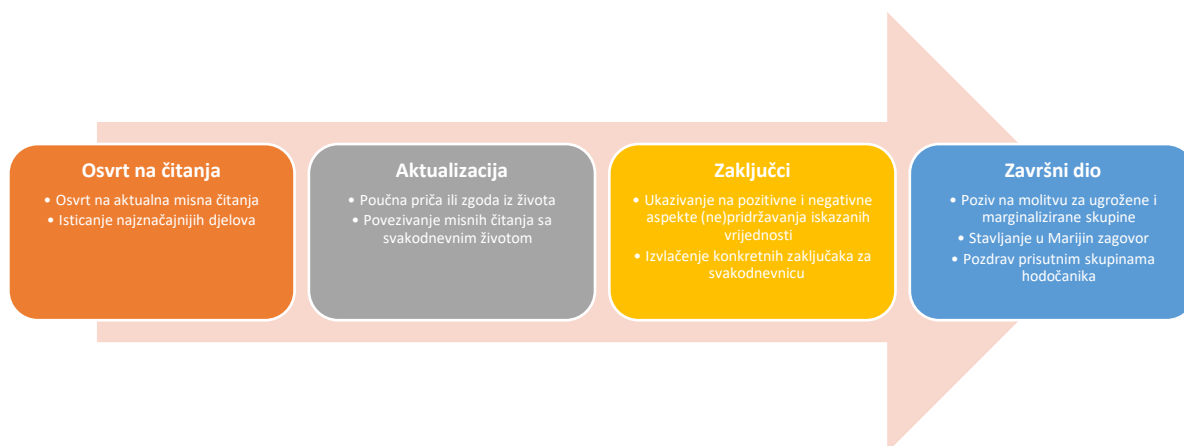 Osvrt na čitanja
• Osvrt na aktualna misna čitanja
• Isticanje najznačajnijih djelova
Aktualizacija
• Poučna priča ili zgoda iz života
• Povezivanje misnih čitanja sa
svakodnevnim životom
Zaključci
• Ukazivanje na pozitivne i negativne
aspekte (ne)pridržavanja iskazanih
vrijednosti
• Izvlačenje konkretnih zaključaka za
svakodnevnicu
Završni dio
• Poziv na molitvu za ugrožene i
marginalizirane skupine
• Stavljanje u Marijin zagovor
• Pozdrav prisutnim skupinama
hodočanika